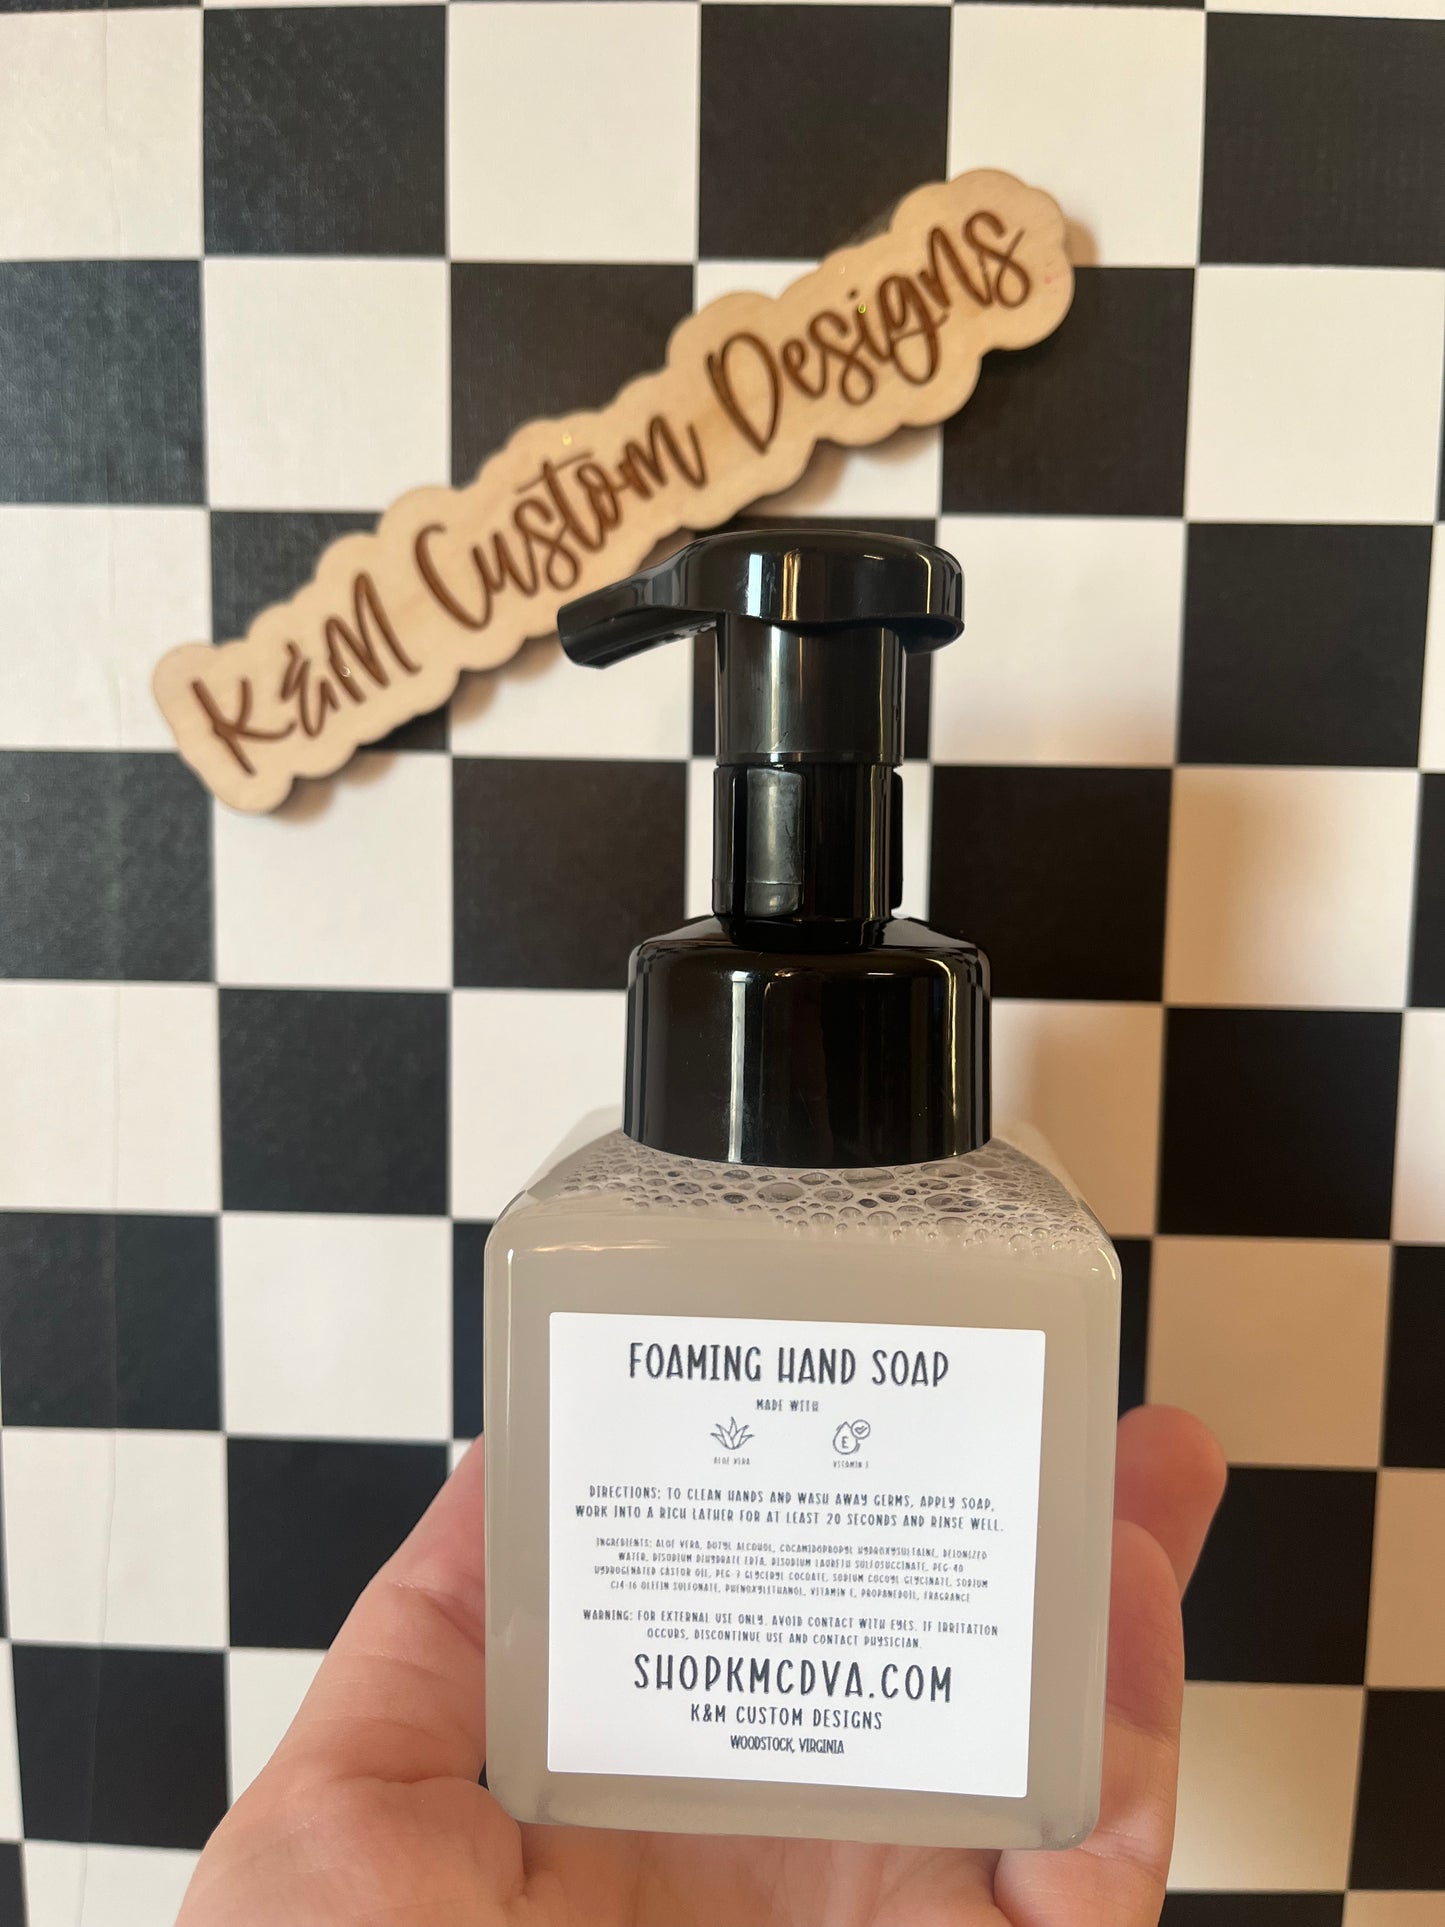 K&M Custom Designs
FOAMING HAND SOAP
MADE WITH
ALOE VERA
VITAMIN E
E
DIRECTIONS: TO CLEAN HANDS AND WASH AWAY GERMS, APPLY SOAP,
WORK INTO A RICH LATHER FOR AT LEAST 20 SECONDS AND RINSE WELL.
INGREDIENTS: ALOE VERA, BUTYL ALCOHOL, COCAMIDOPROPYL HYDROXYSULTAINE, DEIONIZED
WATER, DISODIUM DIHYDRATE EDTA, DISODIUM LAURETH SULFOSUCCINATE, PEG-40
HYDROGENATED CASTOR OIL, PEG-7 GLYCERYL COCOATE, SODIUM COCOYL GLYCINATE, SODIUM
C14-16 OLEFIN SULFONATE, PHENOXYETHANOL, VITAMIN E, PROPANEDOIL, FRAGRANCE
WARNING: FOR EXTERNAL USE ONLY. AVOID CONTACT WITH EYES. IF IRRITATION
OCCURS, DISCONTINUE USE AND CONTACT PHYSICIAN.
SHOPKMCDVA.COM
K&M CUSTOM DESIGNS
WOODSTOCK, VIRGINIA